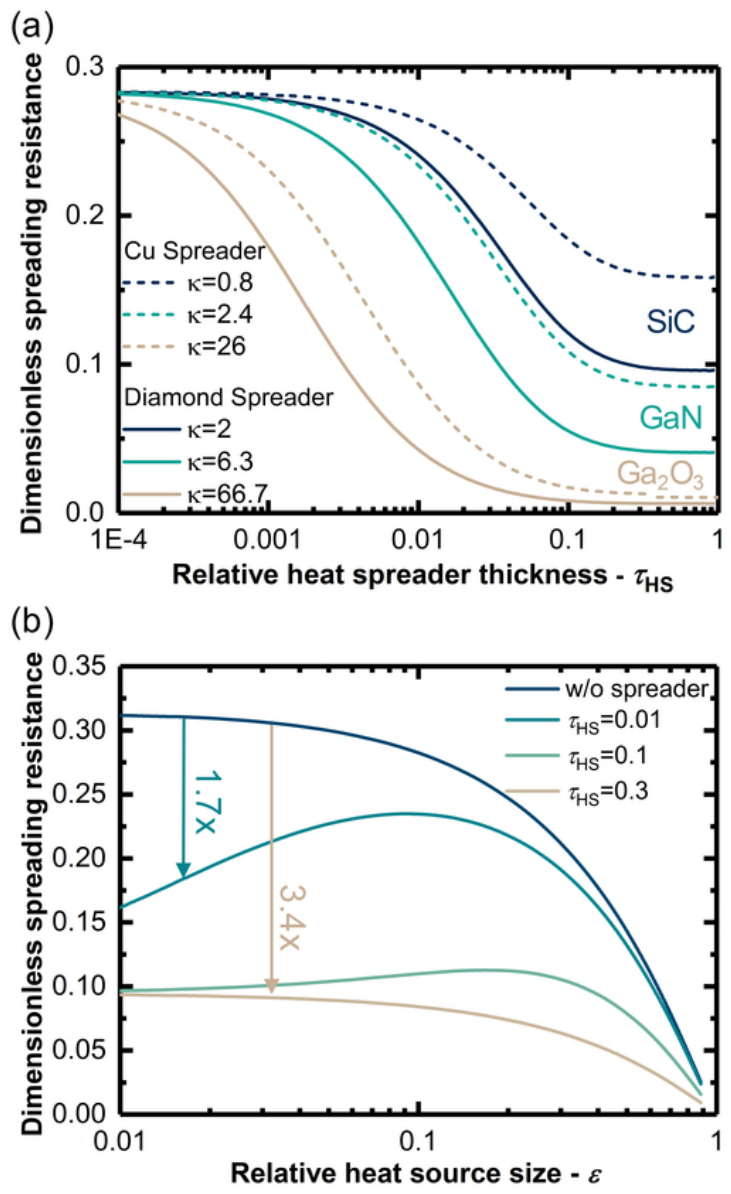 (a)
Dimensionless spreading resistance
0.3
0.2
0.1
0.0
Cu Spreader
κ=0.8
κ=2.4
κ=26
Diamond Spreader
κ=2
κ=6.3
κ=66.7
SiC
GaN
Ga₂O₃
1E-4
0.001
0.01
0.1
1
Relative heat spreader thickness - τHS
(b)
Dimensionless spreading resistance
0.35
0.30
0.25
0.20
0.15
0.10
0.05
0.00
w/o spreader
τHS=0.01
τHS=0.1
τHS=0.3
1.7x
3.4x
0.01
0.1
1
Relative heat source size - ε